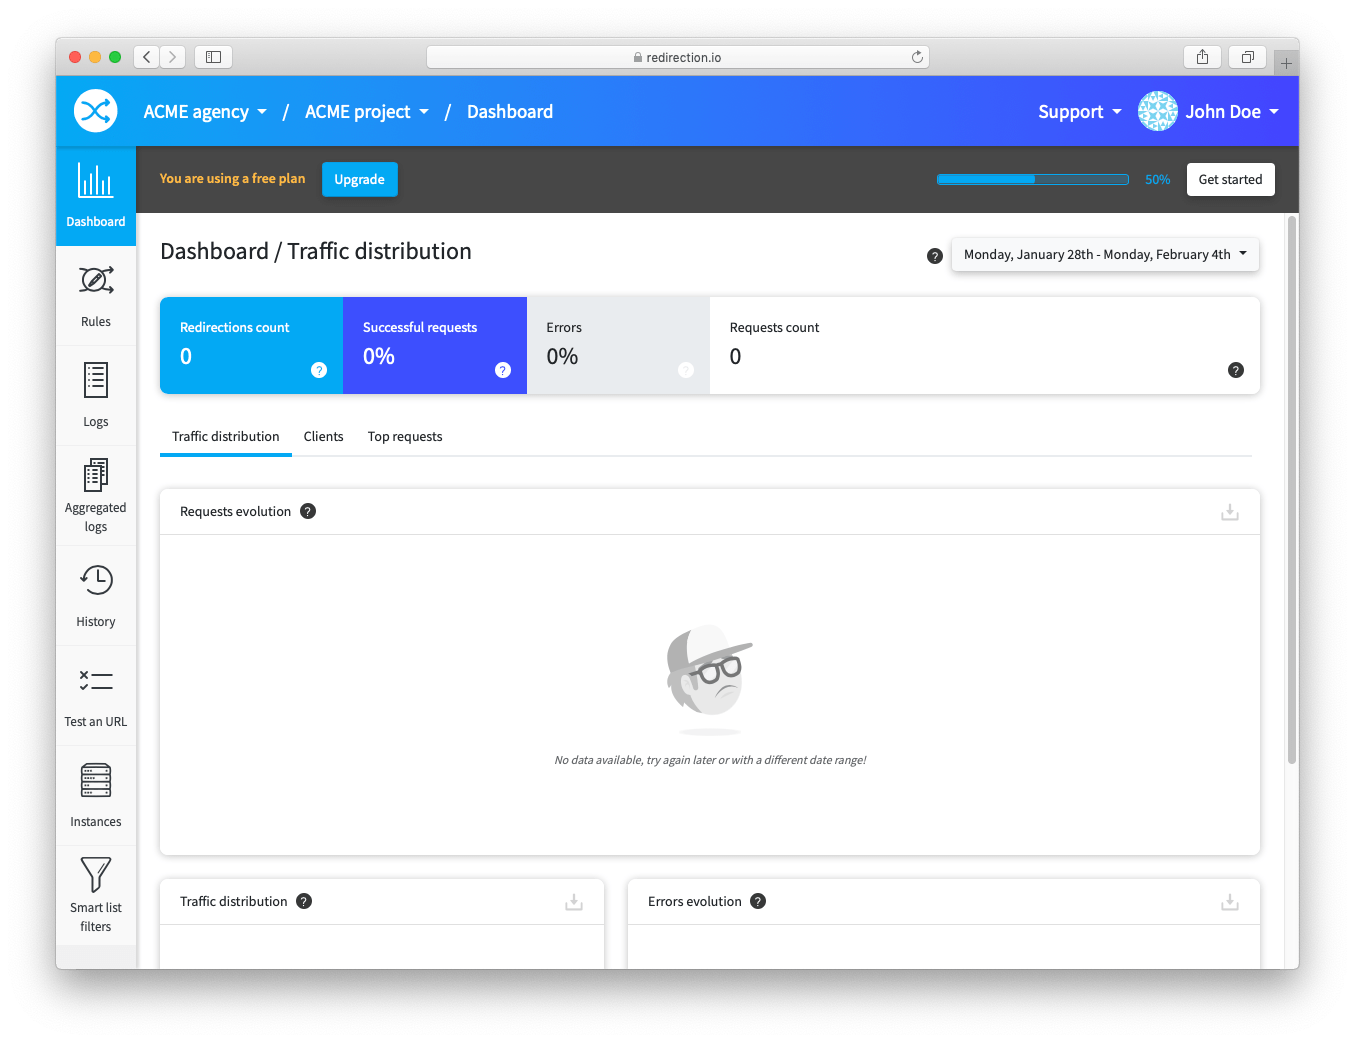 redirection.io
ACME agency / ACME project / Dashboard
Support
John Doe
You are using a free plan
Upgrade
50%
Get started
Dashboard
Rules
Logs
Aggregated
logs
History
Test an URL
Instances
Smart list
filters
Dashboard / Traffic distribution
? Monday, January 28th - Monday, February 4th
Redirections count
0
?
Successful requests
0%
?
Errors
0%
?
Requests count
0
?
Traffic distribution
Clients
Top requests
Requests evolution ?
No data available, try again later or with a different date range!
Traffic distribution ?
Errors evolution ?